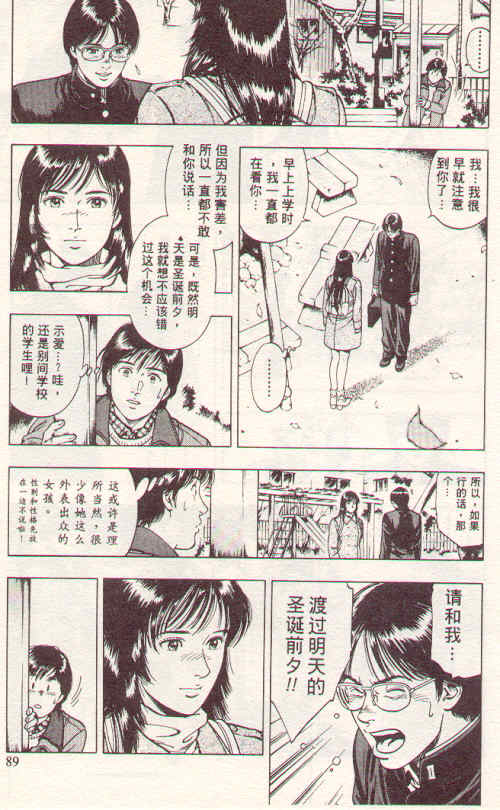 ………
我…我很
早就注意
到你了…
早上上学时
，我一直都
在看你…
………
但因为我害羞，
所以一直都不敢
和你说话…
可是，既然明
天是圣诞前夕，
我就想不应该错
过这个机会…
示爱…？哇，
还是别间学校
的学生哩！
所以，如果
行的话，那
个…
这或许是理
所当然，很
少像她这么
外表出众的
女孩。
性别和性格先放
在一边不说啦！
请和我…
渡过明天的
圣诞前夕!!
89